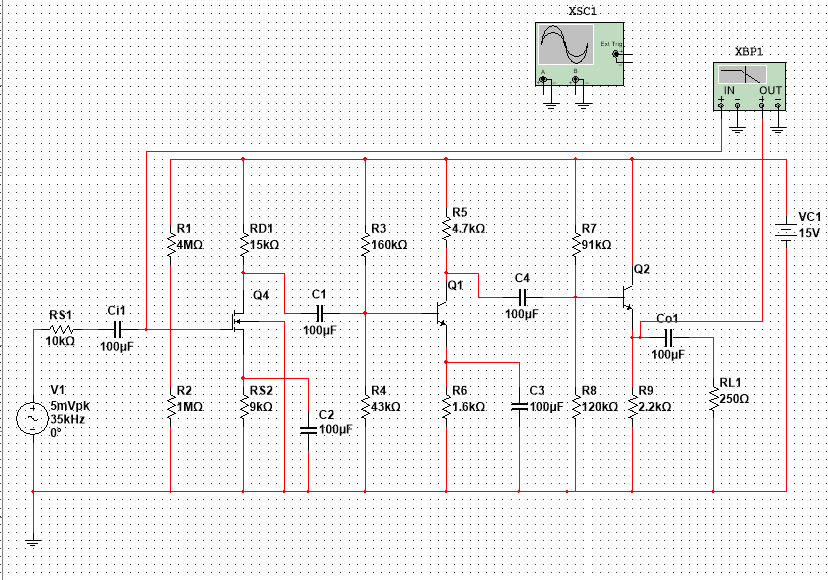 XSC1
Ext Trig
+
A
B
+
-
+
-
XBP1
IN
OUT
+
-
+
-
VC1
15V
R1
4MΩ
RD1
15kΩ
R3
160kΩ
R5
4.7kΩ
R7
91kΩ
Q4
Q1
Q2
RS1
10kΩ
Ci1
100µF
C1
100µF
C4
100µF
Co1
100µF
V1
5mVpk
35kHz
0°
R2
1MΩ
RS2
9kΩ
C2
100µF
R4
43kΩ
R6
1.6kΩ
C3
100µF
R8
120kΩ
R9
2.2kΩ
RL1
250Ω